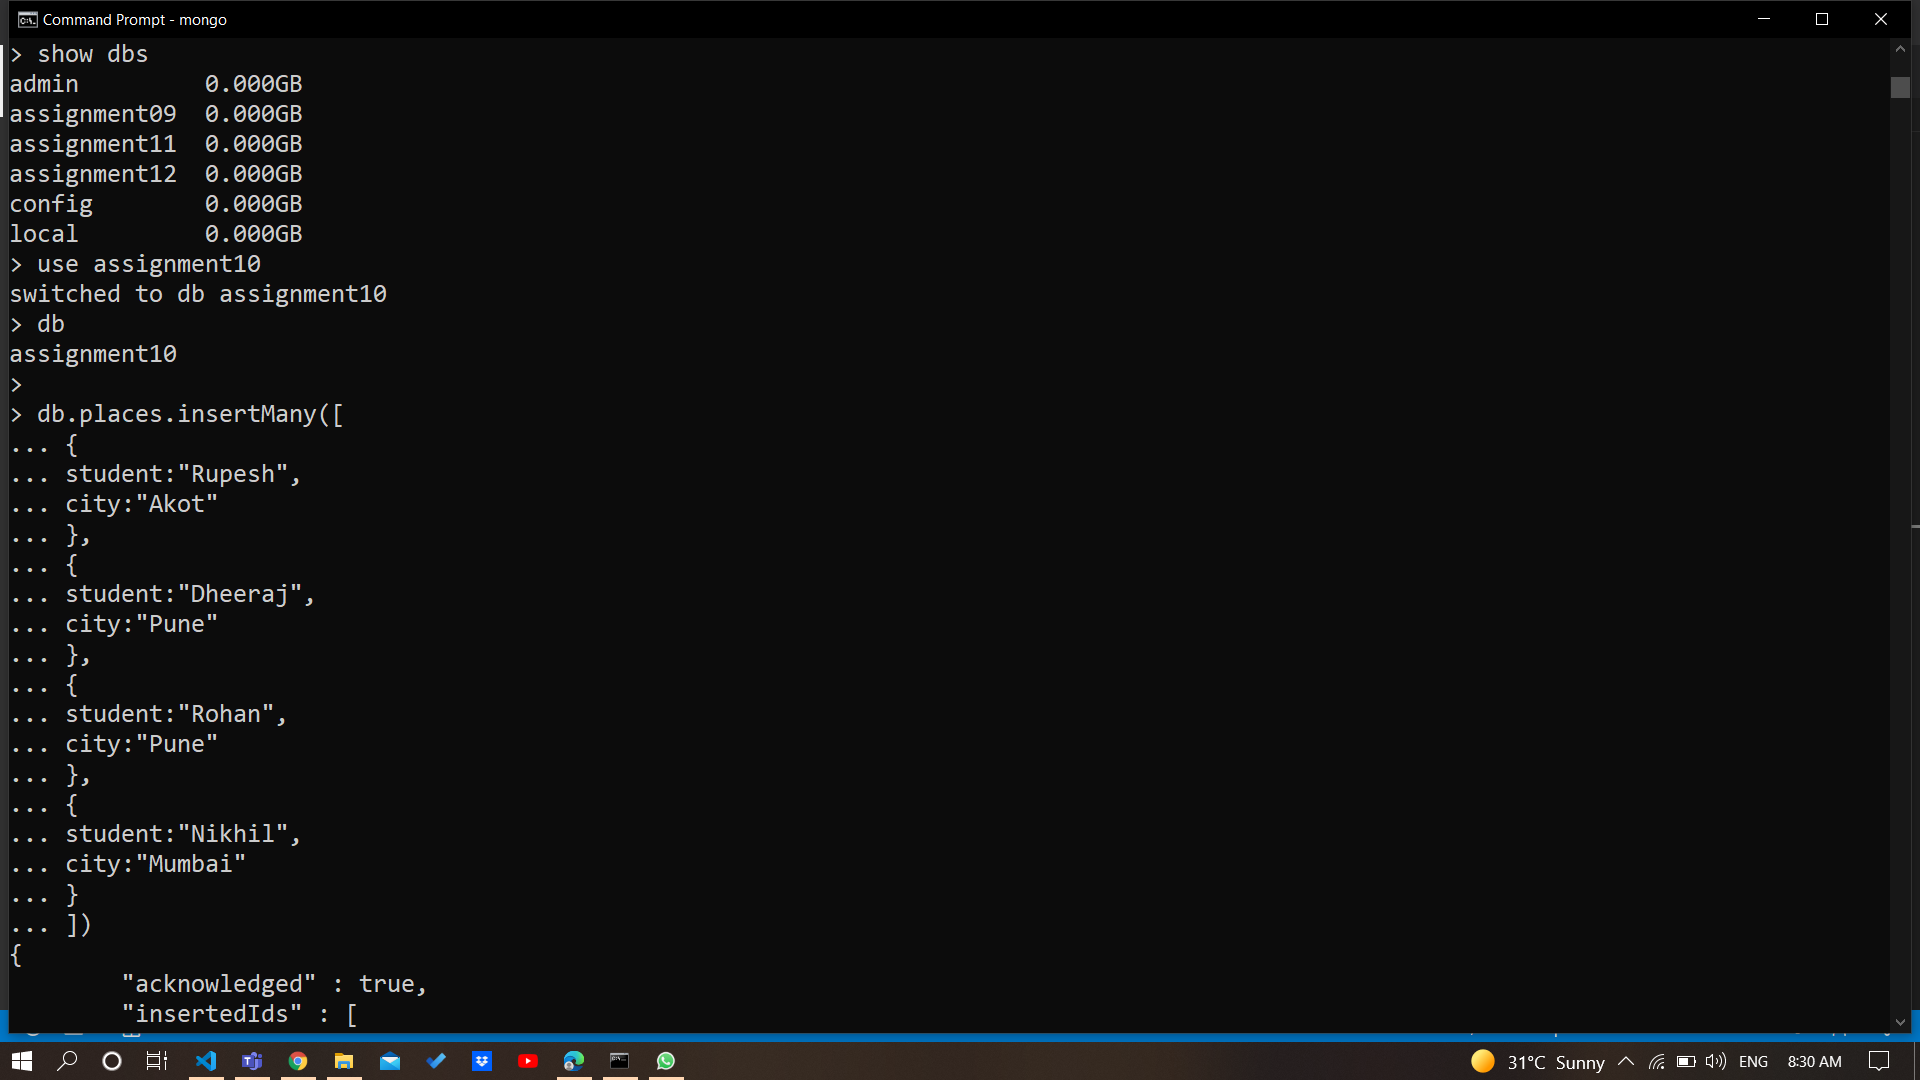 Command Prompt - mongo
> show dbs
admin         0.000GB
assignment09  0.000GB
assignment11  0.000GB
assignment12  0.000GB
config        0.000GB
local         0.000GB
> use assignment10
switched to db assignment10
> db
assignment10
>
> db.places.insertMany([
... {
... student:"Rupesh",
... city:"Akot"
... },
... {
... student:"Dheeraj",
... city:"Pune"
... },
... {
... student:"Rohan",
... city:"Pune"
... },
... {
... student:"Nikhil",
... city:"Mumbai"
... }
... ])
{
        "acknowledged" : true,
        "insertedIds" : [
31°C Sunny ENG 8:30 AM